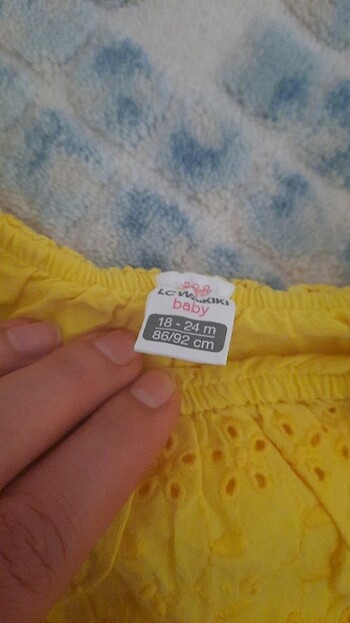 LC WAIKIKI
baby
18 - 24 m
86/92 cm